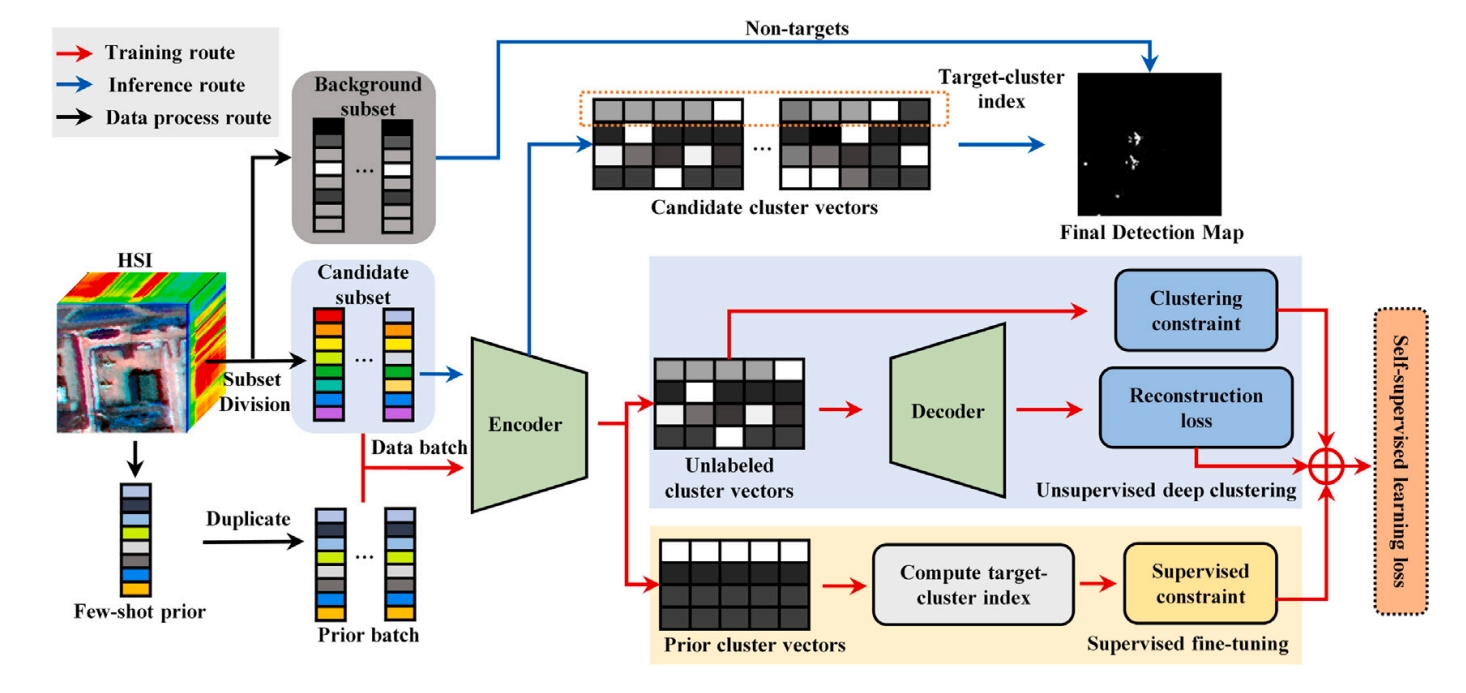 Training route
Inference route
Data process route
Non-targets
Background
subset
...
Target-cluster
index
...
Candidate cluster vectors
Final Detection Map
HSI
Candidate
subset
...
Subset
Division
Encoder
Data batch
Unlabeled
cluster vectors
Decoder
Clustering
constraint
Reconstruction
loss
Unsupervised deep clustering
Self-supervised learning loss
Few-shot prior
Duplicate
...
Prior batch
Prior cluster vectors
Compute target-
cluster index
Supervised
constraint
Supervised fine-tuning